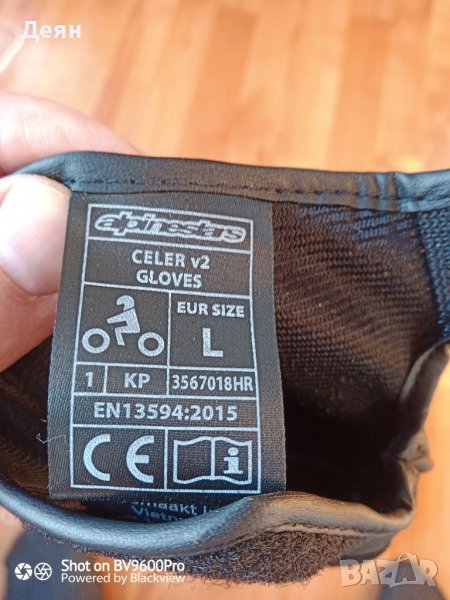 Деян
alpinestars
CELER v2
GLOVES
EUR SIZE
L
1 KP 3567018HR
EN13594:2015
CE
i
Shot on BV9600Pro
Powered by Blackview
BAZAR